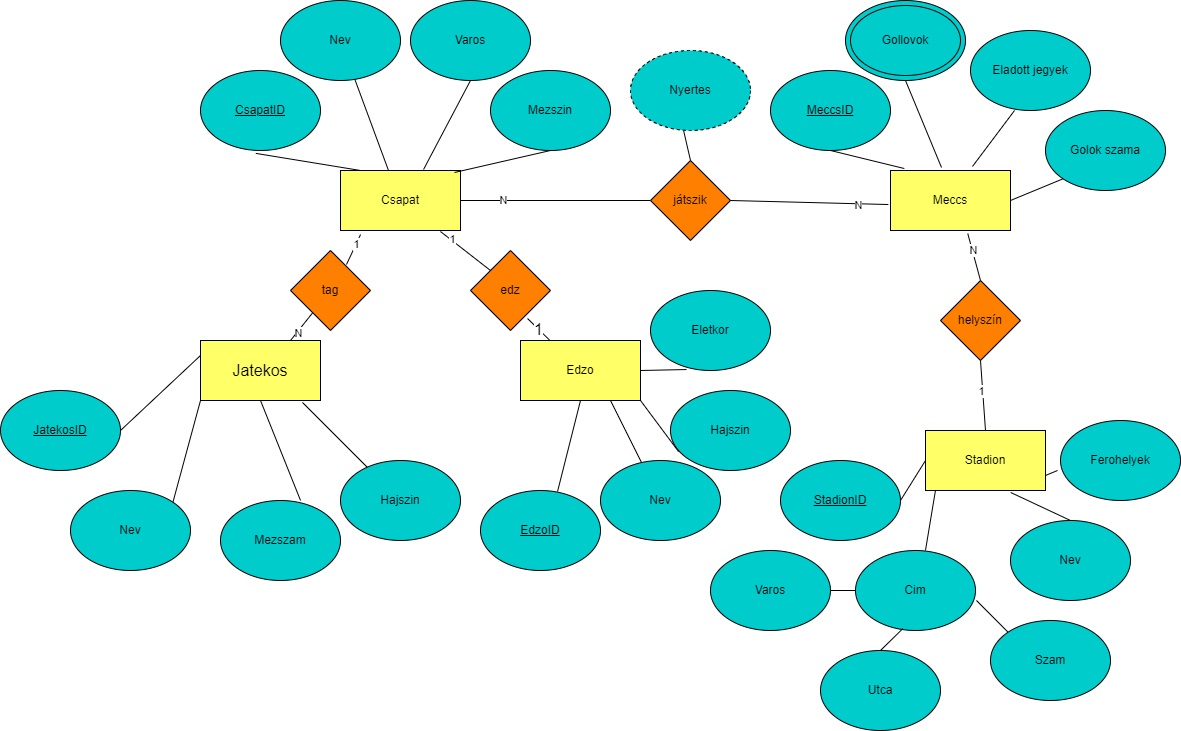 Nev
Varos
Gollovok
CsapatID
Mezszin
Nyertes
MeccsID
Eladott jegyek
Golok szama
Csapat
N
játszik
N
Meccs
1
1
N
tag
edz
helyszín
N
1
Eletkor
1
Jatekos
Edzo
JatekosID
Hajszin
Stadion
Ferohelyek
Nev
Mezszam
Hajszin
EdzoID
Nev
StadionID
Nev
Varos
Cim
Utca
Szam